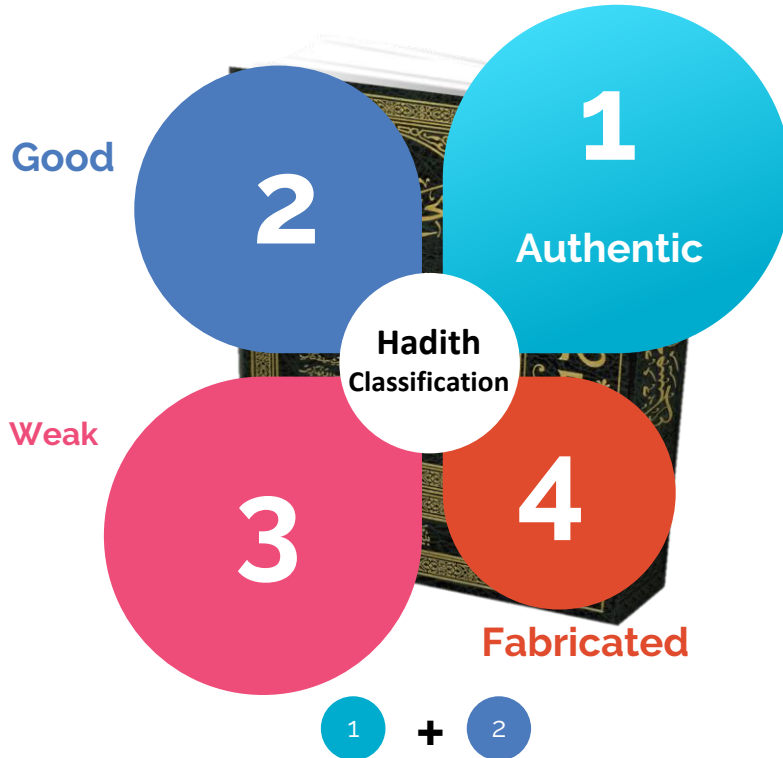 1
Authentic
Good
2
Hadith
Classification
Weak
3
4
Fabricated
1 + 2